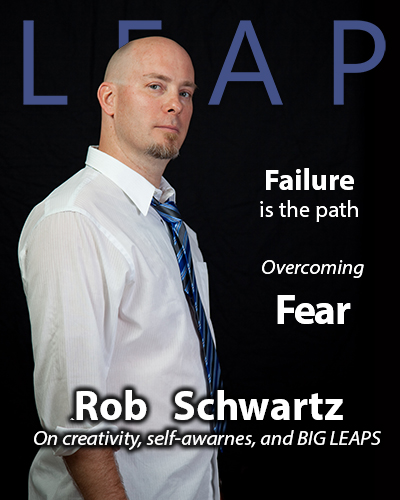 LEAP
Failure
is the path
Overcoming
Fear
Rob Schwartz
On creativity, self-awarnes, and BIG LEAPS